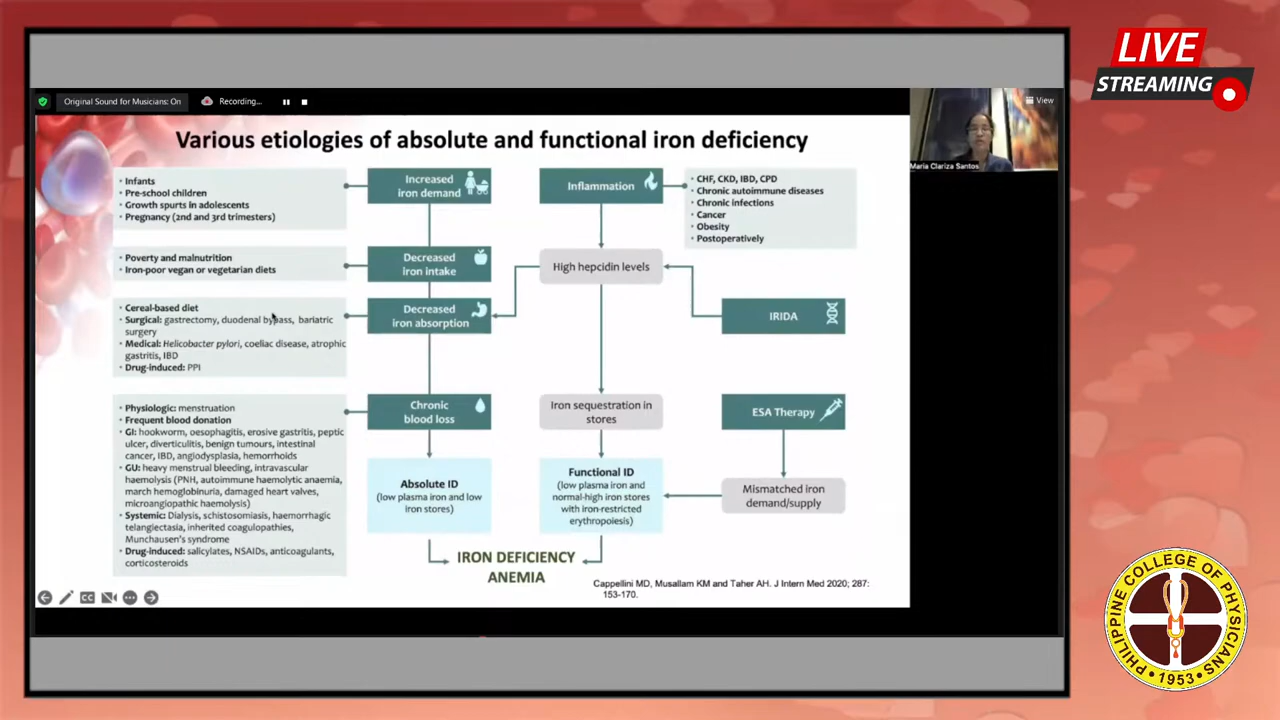 LIVE
STREAMING
Original Sound for Musicians: On
Recording...
View
Maria Clariza Santos
Various etiologies of absolute and functional iron deficiency
• Infants
• Pre-school children
• Growth spurts in adolescents
• Pregnancy (2nd and 3rd trimesters)
Increased
iron demand
Inflammation
• CHF, CKD, IBD, CPD
• Chronic autoimmune diseases
• Chronic infections
• Cancer
• Obesity
• Postoperatively
• Poverty and malnutrition
• Iron-poor vegan or vegetarian diets
Decreased
iron intake
High hepcidin levels
• Cereal-based diet
• Surgical: gastrectomy, duodenal bypass, bariatric
surgery
• Medical: Helicobacter pylori, coeliac disease, atrophic
gastritis, IBD
• Drug-induced: PPI
Decreased
iron absorption
IRIDA
• Physiologic: menstruation
• Frequent blood donation
• GI: hookworm, oesophagitis, erosive gastritis, peptic
ulcer, diverticulitis, benign tumours, intestinal
cancer, IBD, angiodysplasia, hemorrhoids
• GU: heavy menstrual bleeding, intravascular
haemolysis (PNH, autoimmune haemolytic anaemia,
march hemoglobinuria, damaged heart valves,
microangiopathic haemolysis)
• Systemic: Dialysis, schistosomiasis, haemorrhagic
telangiectasia, inherited coagulopathies,
Munchausen's syndrome
• Drug-induced: salicylates, NSAIDs, anticoagulants,
corticosteroids
Chronic
blood loss
Iron sequestration in
stores
ESA Therapy
Absolute ID
(low plasma iron and low
iron stores)
Functional ID
(low plasma iron and
normal-high iron stores
with iron-restricted
erythropoiesis)
Mismatched iron
demand/supply
IRON DEFICIENCY
ANEMIA
Cappellini MD, Musallam KM and Taher AH. J Intern Med 2020; 287:
153-170.
CC
PHILIPPINE COLLEGE OF PHYSICIANS
1953